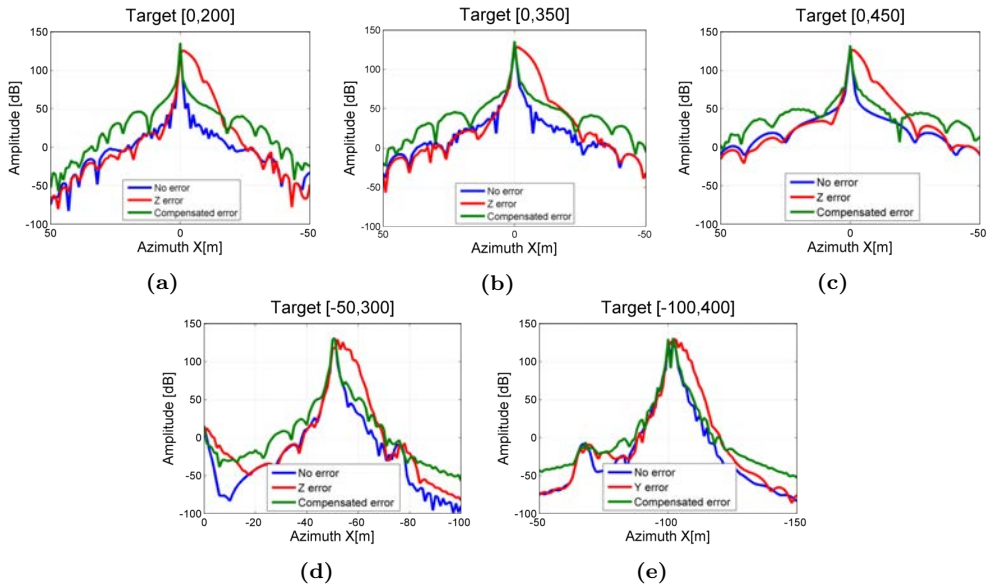 Target [0,200]
150
100
50
0
-50
-100
Amplitude [dB]
No error
Z error
Compensated error
50
0
-50
Azimuth X[m]
(a)
Target [0,350]
150
100
50
0
-50
-100
Amplitude [dB]
No error
Z error
Compensated error
50
0
-50
Azimuth X[m]
(b)
Target [0,450]
150
100
50
0
-50
-100
Amplitude [dB]
No error
Z error
Compensated error
50
0
-50
Azimuth X[m]
(c)
Target [-50,300]
150
100
50
0
-50
-100
Amplitude [dB]
No error
Z error
Compensated error
0
-20
-40
-60
-80
-100
Azimuth X[m]
(d)
Target [-100,400]
150
100
50
0
-50
-100
Amplitude [dB]
No error
Y error
Compensated error
-50
-100
-150
Azimuth X[m]
(e)